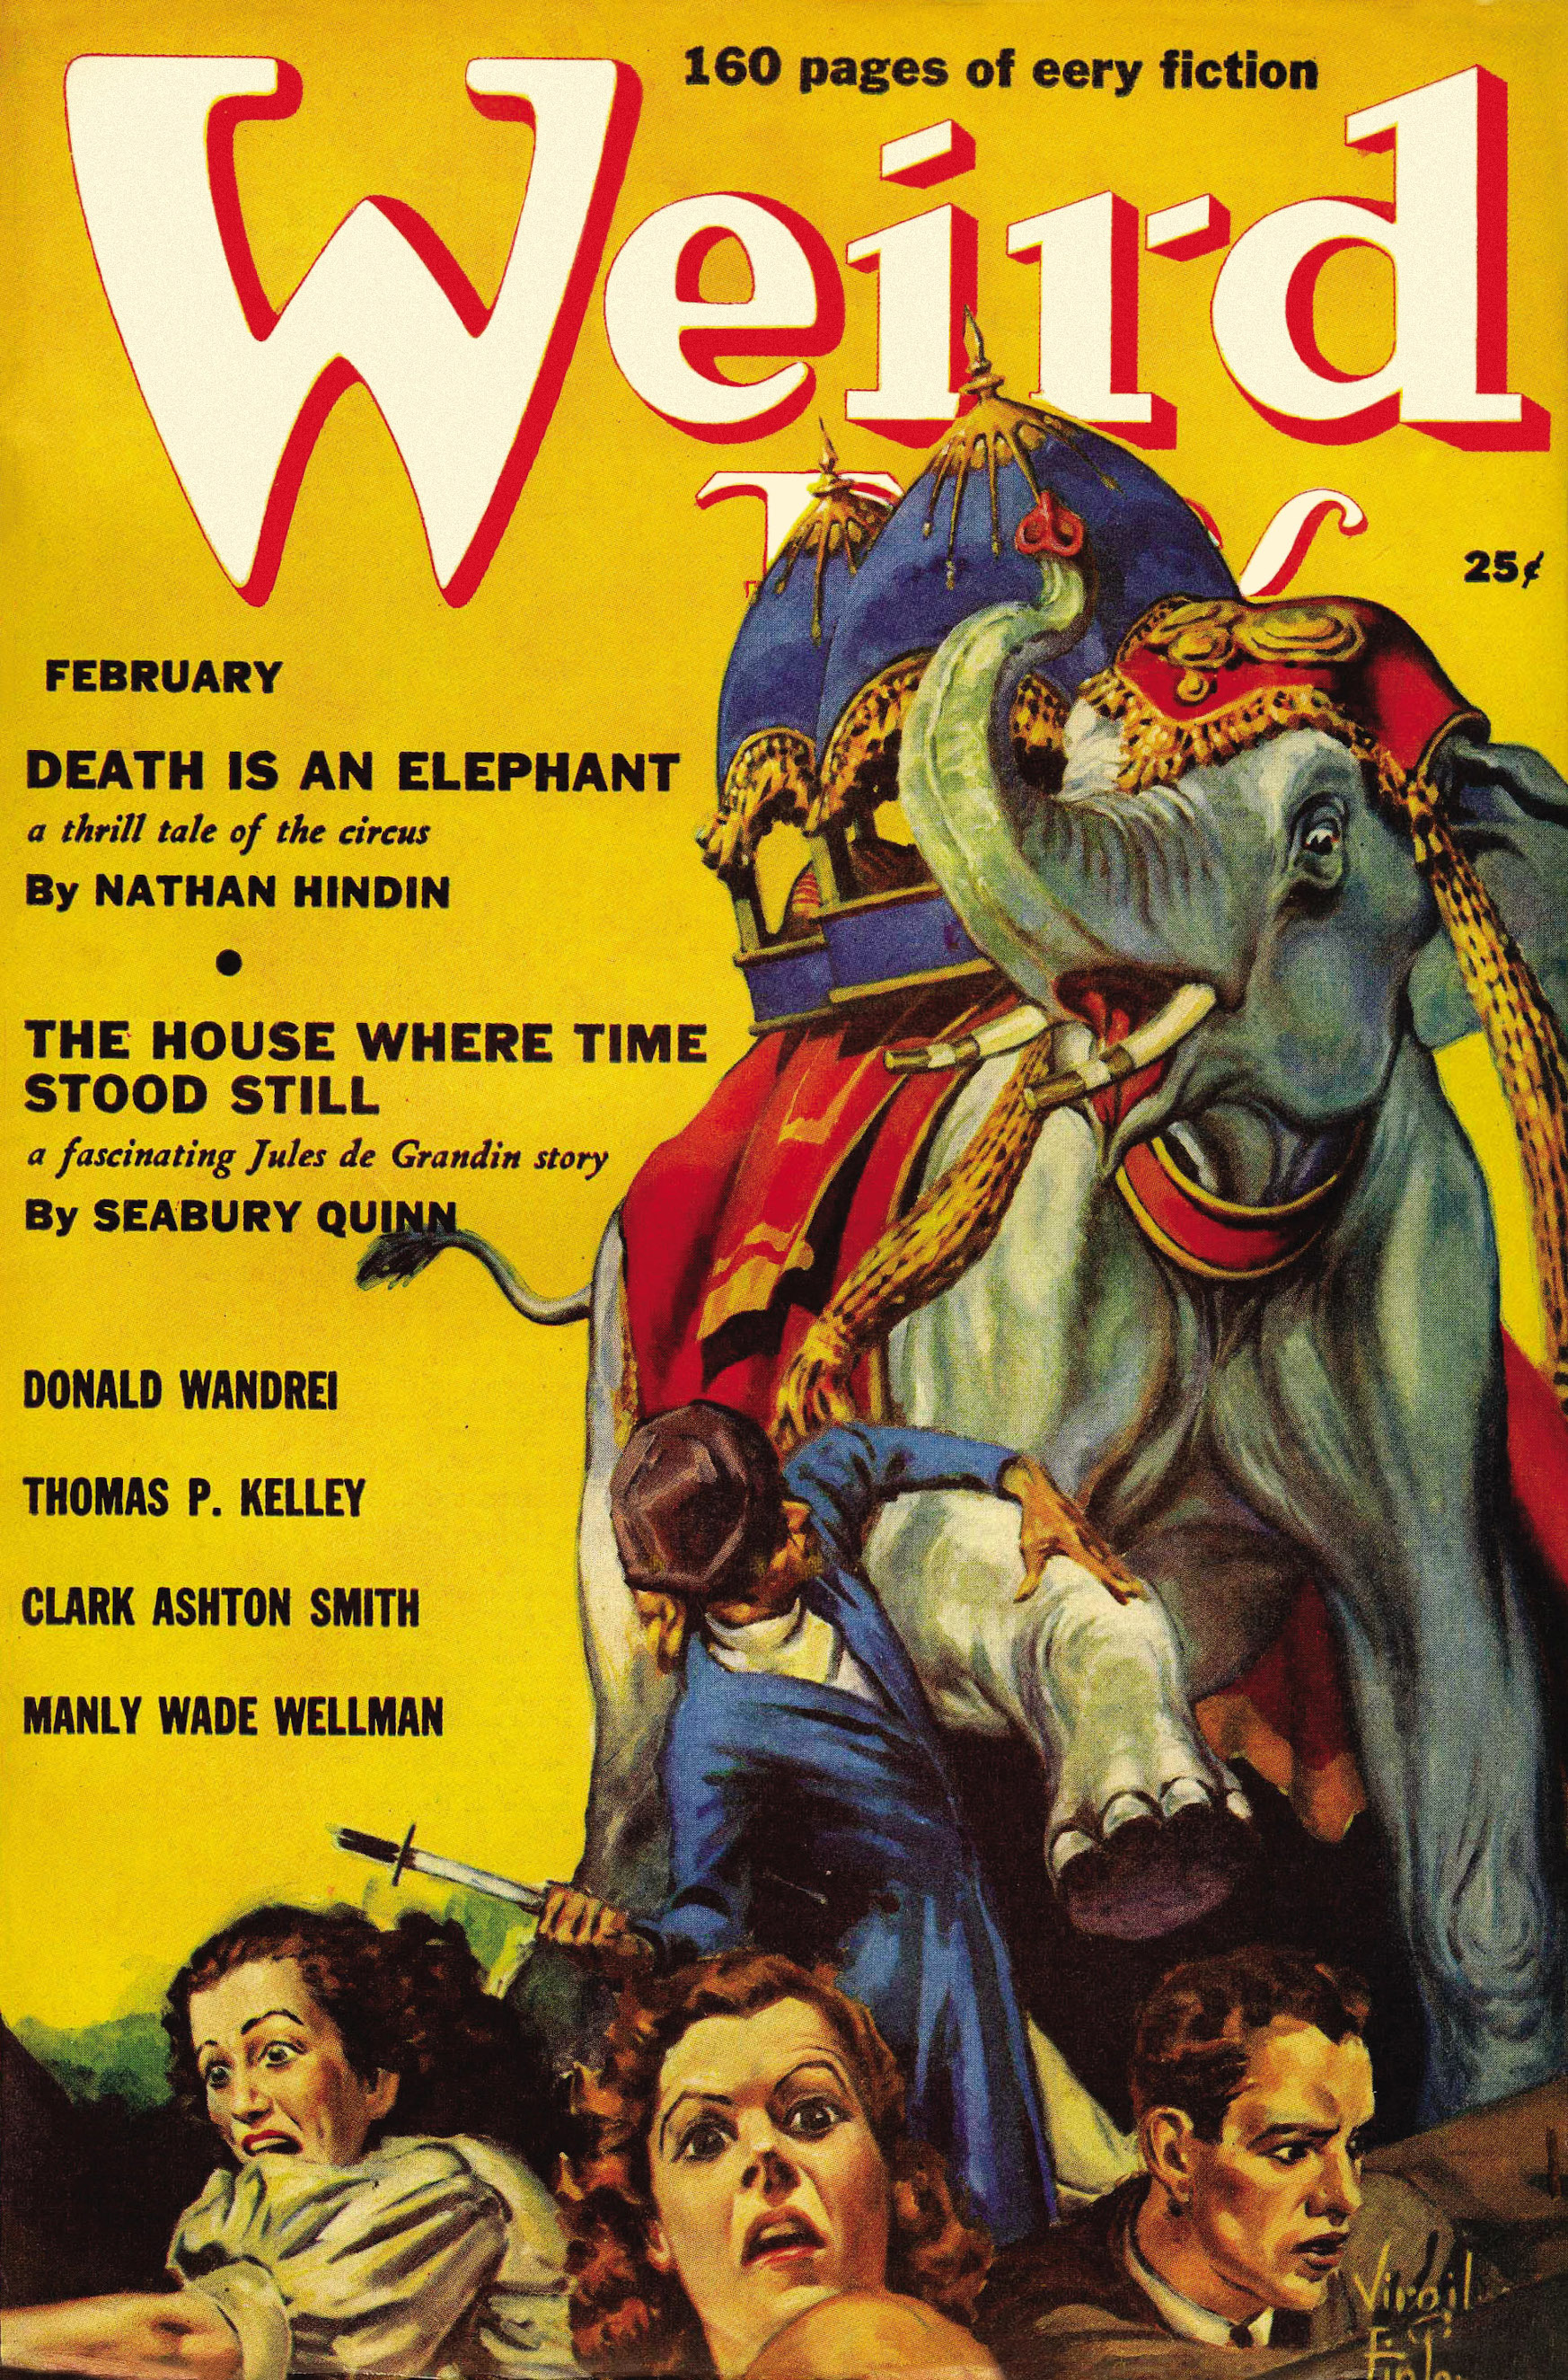 160 pages of eery fiction
Weird
25¢
FEBRUARY
DEATH IS AN ELEPHANT
a thrill tale of the circus
By NATHAN HINDIN
THE HOUSE WHERE TIME
STOOD STILL
a fascinating Jules de Grandin story
By SEABURY QUINN
DONALD WANDREI
THOMAS P. KELLEY
CLARK ASHTON SMITH
MANLY WADE WELLMAN
Virgil